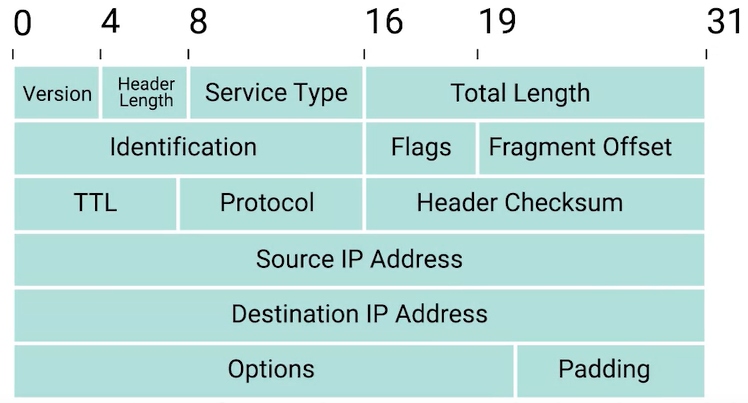 0 4 8 16 19 31
Version Header Length Service Type Total Length
Identification Flags Fragment Offset
TTL Protocol Header Checksum
Source IP Address
Destination IP Address
Options Padding